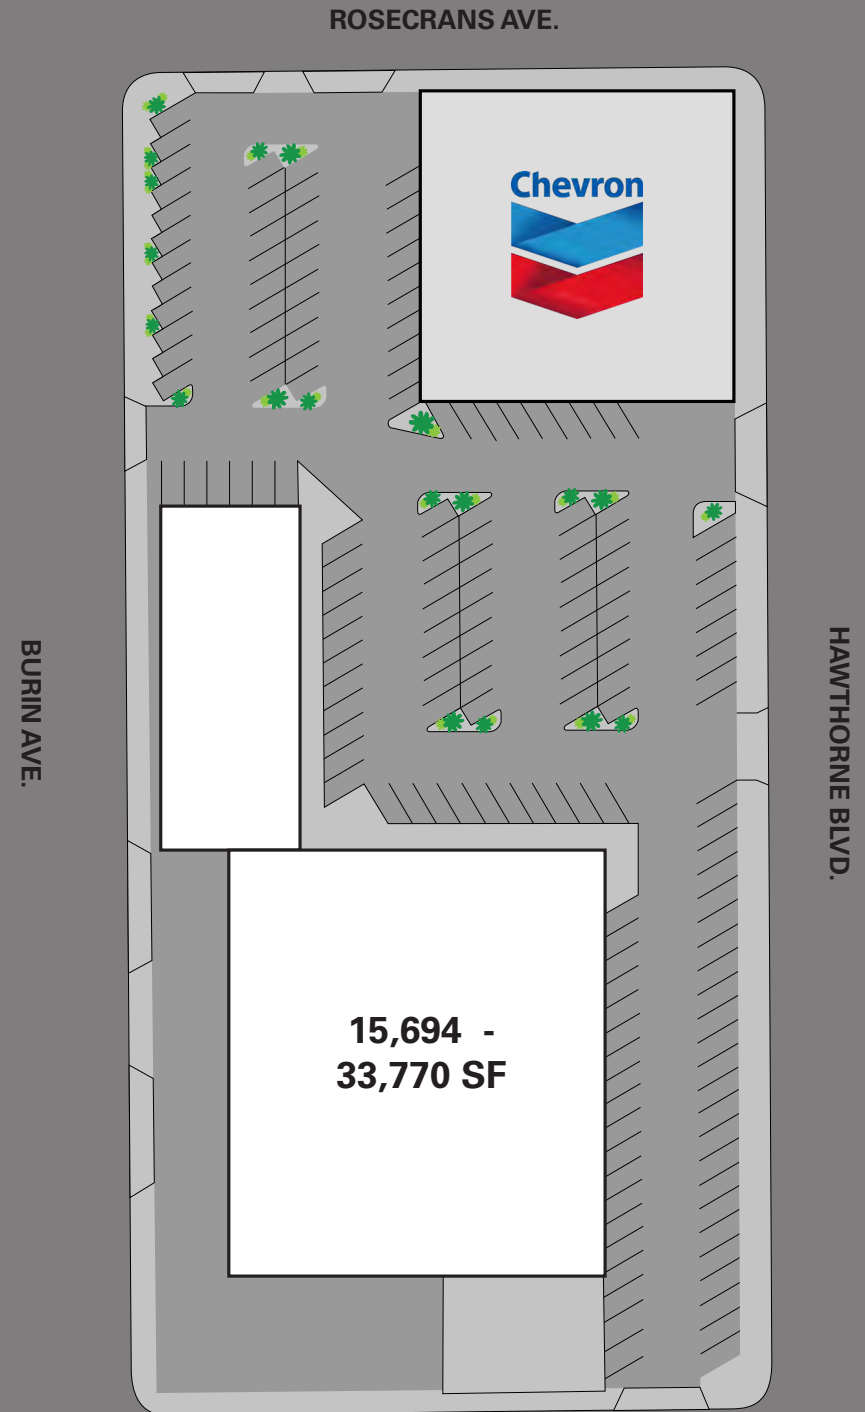 ROSECRANS AVE.
Chevron
BURIN AVE.
HAWTHORNE BLVD.
15,694 -
33,770 SF